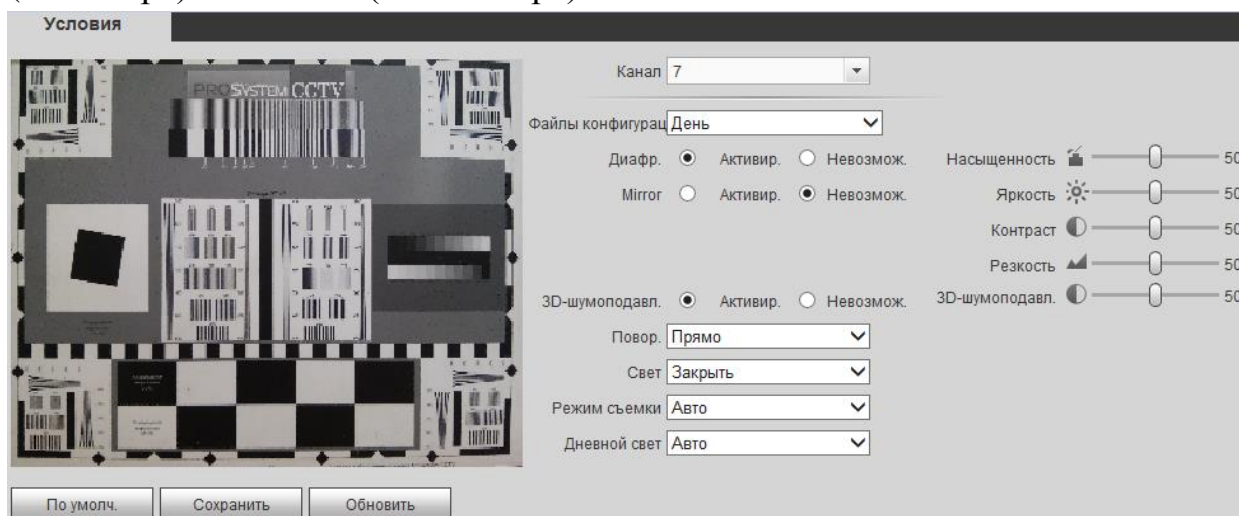 Условия
PROSYSTEM CCTV
Канал 7
Файлы конфигурац День
Диафр. Активир. Невозмож. Насыщенность 50
Mirror Активир. Невозмож. Яркость 50
Контраст 50
Резкость 50
3D-шумоподавл. Активир. Невозмож. 3D-шумоподавл. 50
Повор. Прямо
Свет Закрыть
Режим съемки Авто
Дневной свет Авто
По умолч. Сохранить Обновить